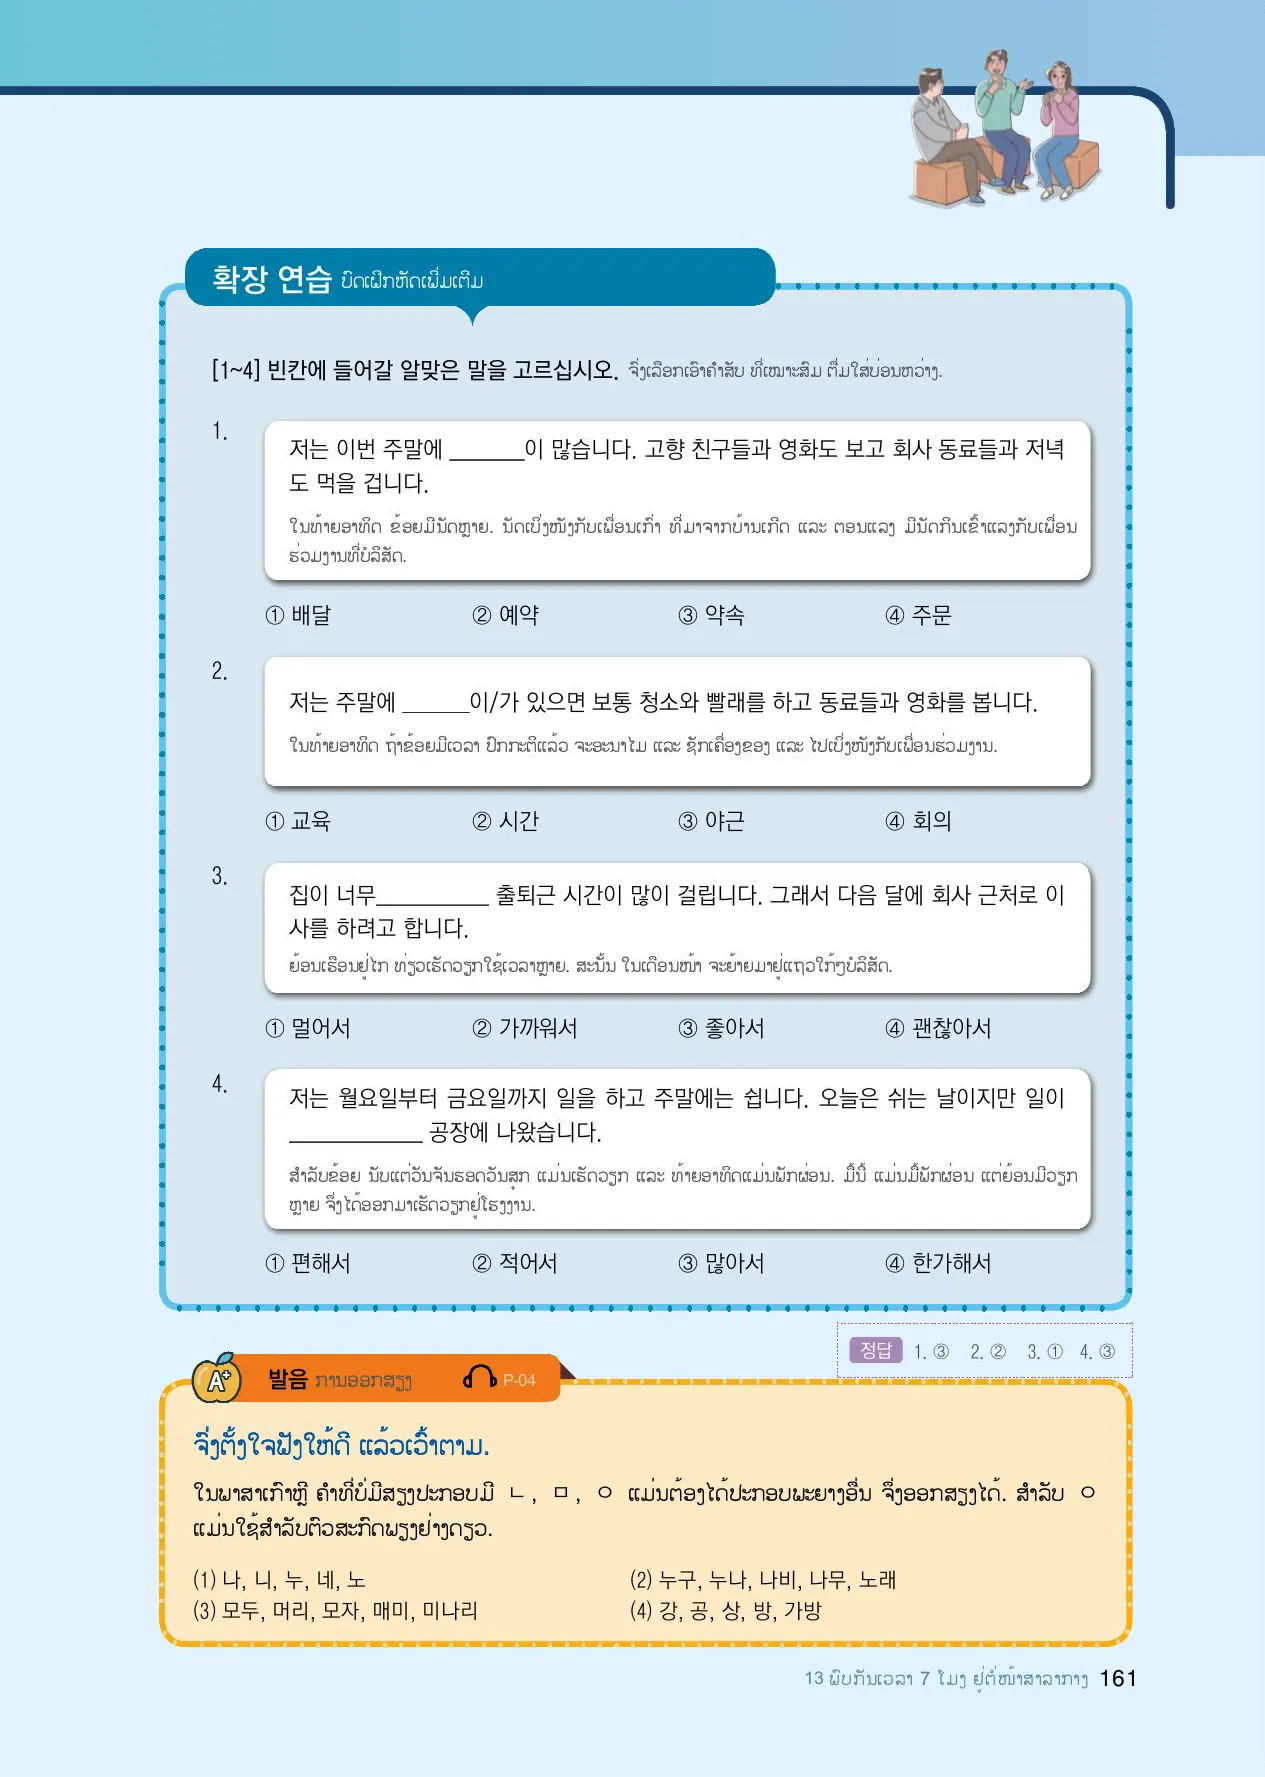 확장 연습 ບົດເຝິກຫັດເພີ່ມເຕີມ
[1~4] 빈칸에 들어갈 알맞은 말을 고르십시오. ຈົ່ງເລືອກເອົາຄຳສັບ ທີ່ເໝາະສົມ ຕື່ມໃສ່ບ່ອນຫວ່າງ.
1.
저는 이번 주말에 _______이 많습니다. 고향 친구들과 영화도 보고 회사 동료들과 저녁
도 먹을 겁니다.
ໃນທ້າຍອາທິດ ຂ້ອຍມີນັດຫຼາຍ. ນັດເບິ່ງໜັງກັບເພື່ອນເກົ່າ ທີ່ມາຈາກບ້ານເກີດ ແລະ ຕອນແລງ ມີນັດກິນເຂົ້າແລງກັບເພື່ອນ
ຮ່ວມງານທີ່ບໍລິສັດ.
① 배달 ② 예약 ③ 약속 ④ 주문
2.
저는 주말에 ______이/가 있으면 보통 청소와 빨래를 하고 동료들과 영화를 봅니다.
ໃນທ້າຍອາທິດ ຖ້າຂ້ອຍມີເວລາ ປົກກະຕິແລ້ວ ຈະອະນາໄມ ແລະ ຊັກເຄື່ອງຂອງ ແລະ ໄປເບິ່ງໜັງກັບເພື່ອນຮ່ວມງານ.
① 교육 ② 시간 ③ 야근 ④ 회의
3.
집이 너무__________ 출퇴근 시간이 많이 걸립니다. 그래서 다음 달에 회사 근처로 이
사를 하려고 합니다.
ຍ້ອນເຮືອນຢູ່ໄກ ທ່ຽວເຮັດວຽກໃຊ້ເວລາຫຼາຍ. ສະນັ້ນ ໃນເດືອນໜ້າ ຈະຍ້າຍມາຢູ່ແຖວໃກ້ໆບໍລິສັດ.
① 멀어서 ② 가까워서 ③ 좋아서 ④ 괜찮아서
4.
저는 월요일부터 금요일까지 일을 하고 주말에는 쉽니다. 오늘은 쉬는 날이지만 일이
____________ 공장에 나왔습니다.
ສຳລັບຂ້ອຍ ນັບແຕ່ວັນຈັນຮອດວັນສຸກ ແມ່ນເຮັດວຽກ ແລະ ທ້າຍອາທິດແມ່ນພັກຜ່ອນ. ມື້ນີ້ ແມ່ນມື້ພັກຜ່ອນ ແຕ່ຍ້ອນມີວຽກ
ຫຼາຍ ຈຶ່ງໄດ້ອອກມາເຮັດວຽກຢູ່ໂຮງງານ.
① 편해서 ② 적어서 ③ 많아서 ④ 한가해서
정답 1. ③ 2. ② 3. ① 4. ③
A+ 발음 ການອອກສຽງ P-04
ຈົ່ງຕັ້ງໃຈຟັງໃຫ້ດີ ແລ້ວເວົ້າຕາມ.
ໃນພາສາເກົາຫຼີ ຄຳທີ່ບໍ່ມີສຽງປະກອບມີ ㄴ, ㅁ, ㅇ ແມ່ນຕ້ອງໄດ້ປະກອບພະຍາງອື່ນ ຈຶ່ງອອກສຽງໄດ້. ສຳລັບ ㅇ
ແມ່ນໃຊ້ສຳລັບຕົວສະກົດພຽງຢ່າງດຽວ.
(1) 나, 니, 누, 네, 노 (2) 누구, 누나, 나비, 나무, 노래
(3) 모두, 머리, 모자, 매미, 미나리 (4) 강, 공, 상, 방, 가방
13 ພົບກັນເວລາ 7 ໂມງ ຢູ່ຕໍ່ໜ້າສາລາກາງ 161